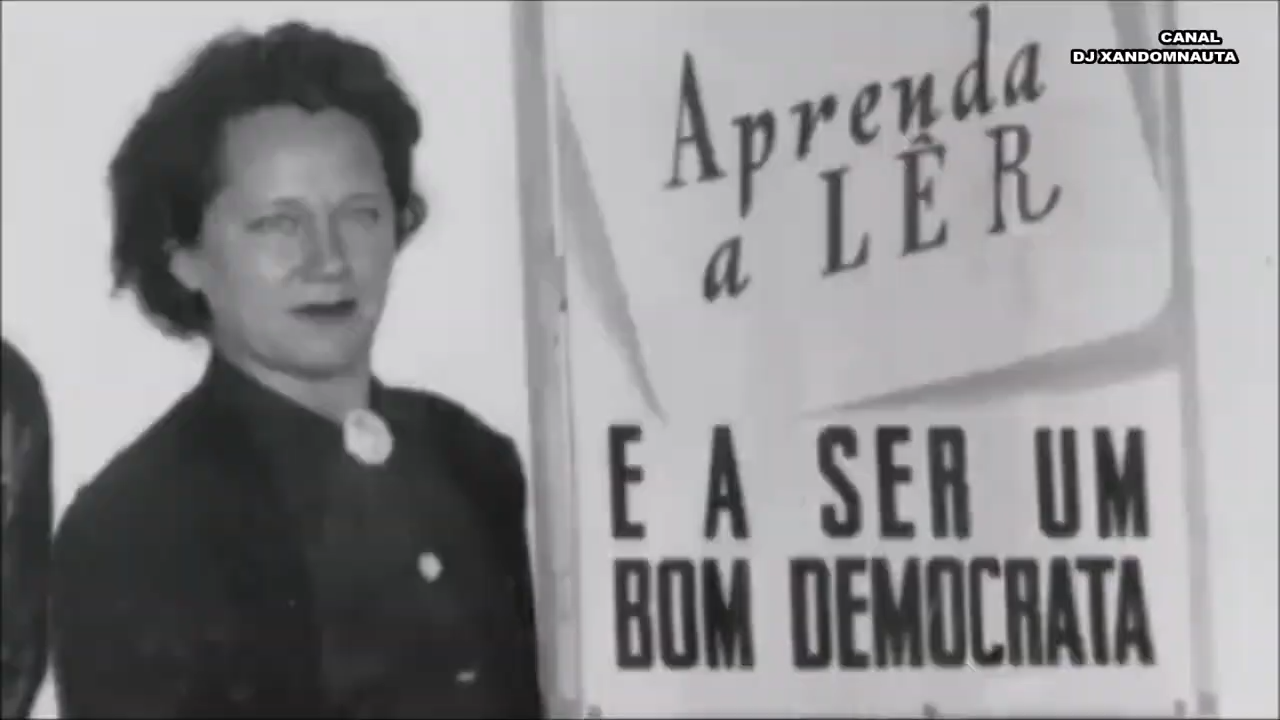 CANAL
DJ XANDOMNAUTA
Aprenda
a LÊR
E A SER UM
BOM DEMOCRATA